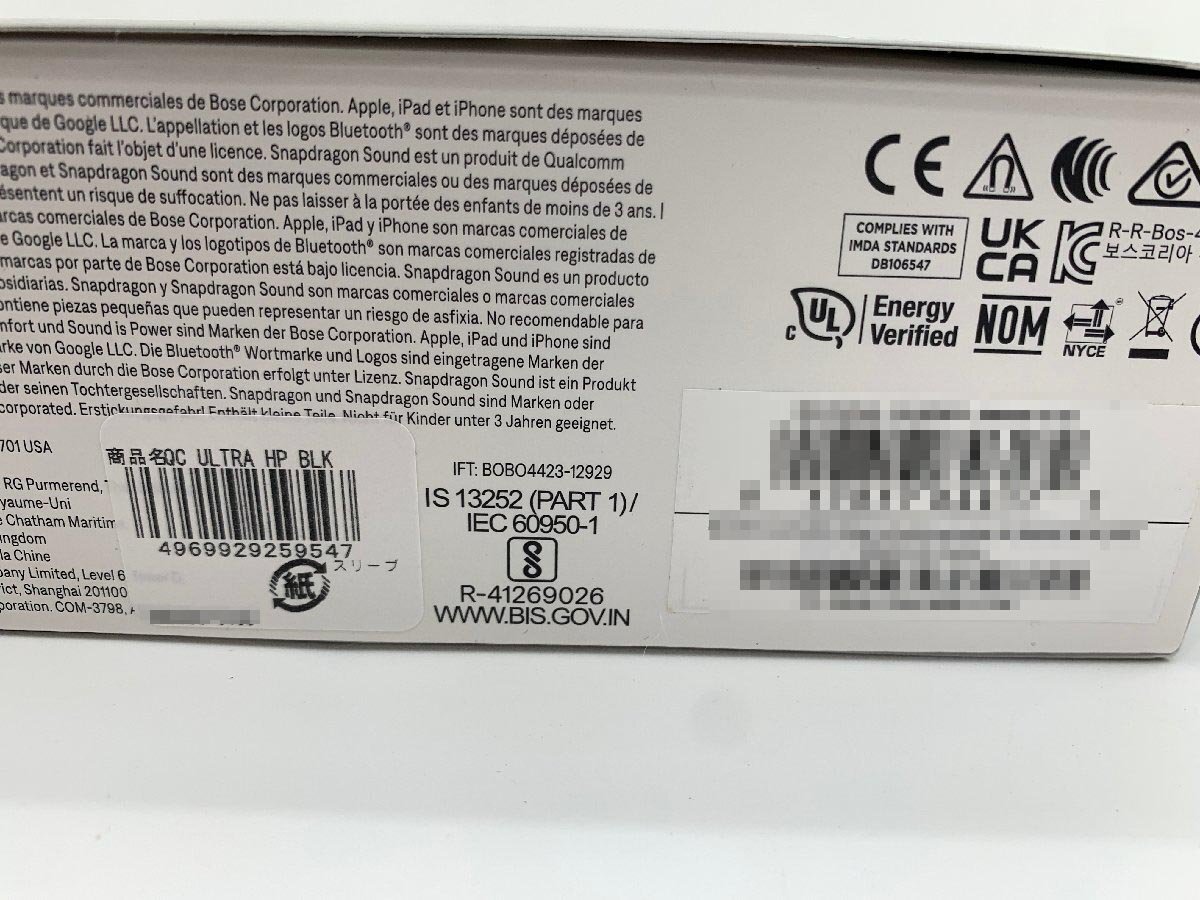 s marques commerciales de Bose Corporation. Apple, iPad et iPhone sont des marques
que de Google LLC. L'appellation et les logos Bluetooth® sont des marques déposées de
Corporation fait l'objet d'une licence. Snapdragon Sound est un produit de Qualcomm
agon et Snapdragon Sound sont des marques commerciales ou des marques déposées de
ésentent un risque de suffocation. Ne pas laisser à la portée des enfants de moins de 3 ans. |
arcas comerciales de Bose Corporation. Apple, iPad y iPhone son marcas comerciales de
e Google LLC. La marca y los logotipos de Bluetooth® son marcas comerciales registradas de
marcas por parte de Bose Corporation está bajo licencia. Snapdragon Sound es un producto
bsidiarias. Snapdragon y Snapdragon Sound son marcas comerciales o marcas comerciales
ontiene piezas pequeñas que pueden representar un riesgo de asfixia. No recomendable para
nfort und Sound is Power sind Marken der Bose Corporation. Apple, iPad und iPhone sind
rke von Google LLC. Die Bluetooth® Wortmarke und Logos sind eingetragene Marken der
ser Marken durch die Bose Corporation erfolgt unter Lizenz. Snapdragon Sound ist ein Produkt
der seinen Tochtergesellschaften. Snapdragon und Snapdragon Sound sind Marken oder
corporated. Erstickungsgefahr! Enthält kleine Teile. Nicht für Kinder unter 3 Jahren geeignet.
701 USA
RG Purmerend,
yaume-Uni
e Chatham Maritim
ingdom
la Chine
pany Limited, Level 6
rict, Shanghai 201100
poration. COM-3798,
商品名QC ULTRA HP BLK
4969929259547
スリーブ
紙
IFT: BOBO4423-12929
IS 13252 (PART 1)/
IEC 60950-1
R-41269026
WWW.BIS.GOV.IN
CE
COMPLIES WITH
IMDA STANDARDS
DB106547
UK
CA
R-R-Bos-4
보스코리아
c UL Energy
Verified
NOM
NYCE